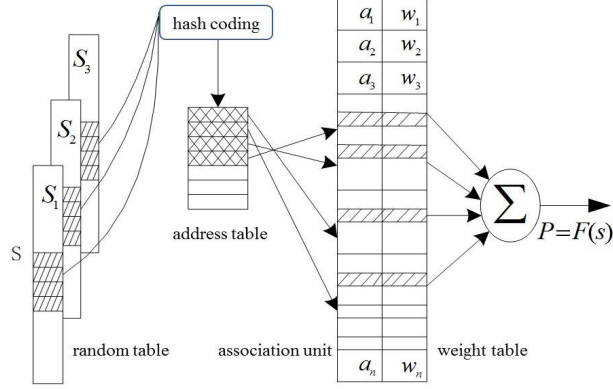 hash coding
a₁ w₁
a₂ w₂
a₃ w₃
S₃
S₂
S₁
S
address table
Σ
P=F(s)
random table
association unit
weight table
aₙ wₙ